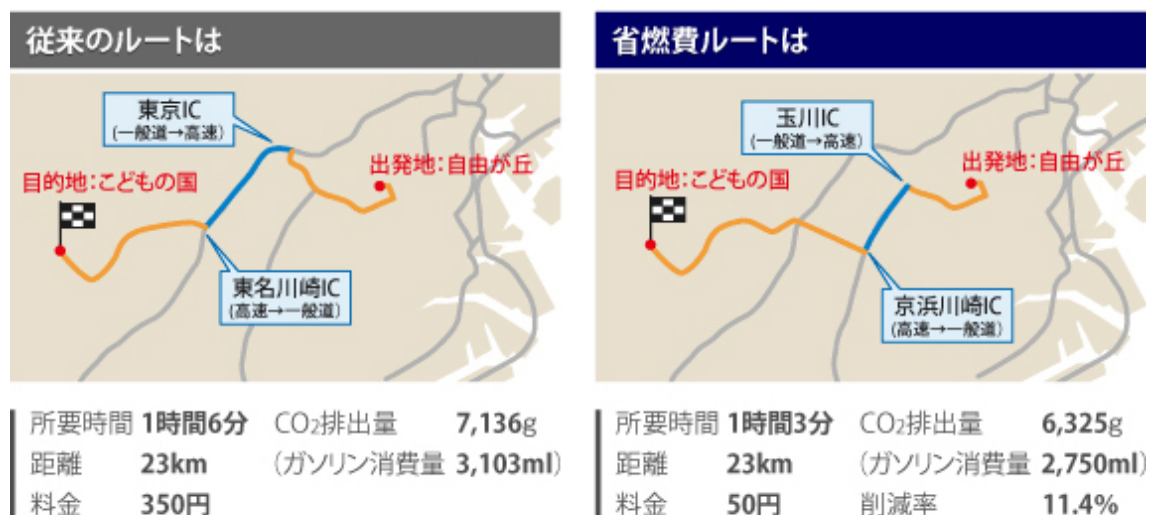 従来のルートは
東京IC
(一般道→高速)
出発地:自由が丘
目的地:こどもの国
東名川崎IC
(高速→一般道)
所要時間 1時間6分 CO₂排出量 7,136g
距離 23km (ガソリン消費量 3,103ml)
料金 350円
省燃費ルートは
玉川IC
(一般道→高速)
出発地:自由が丘
目的地:こどもの国
京浜川崎IC
(高速→一般道)
所要時間 1時間3分 CO₂排出量 6,325g
距離 23km (ガソリン消費量 2,750ml)
料金 50円 削減率 11.4%